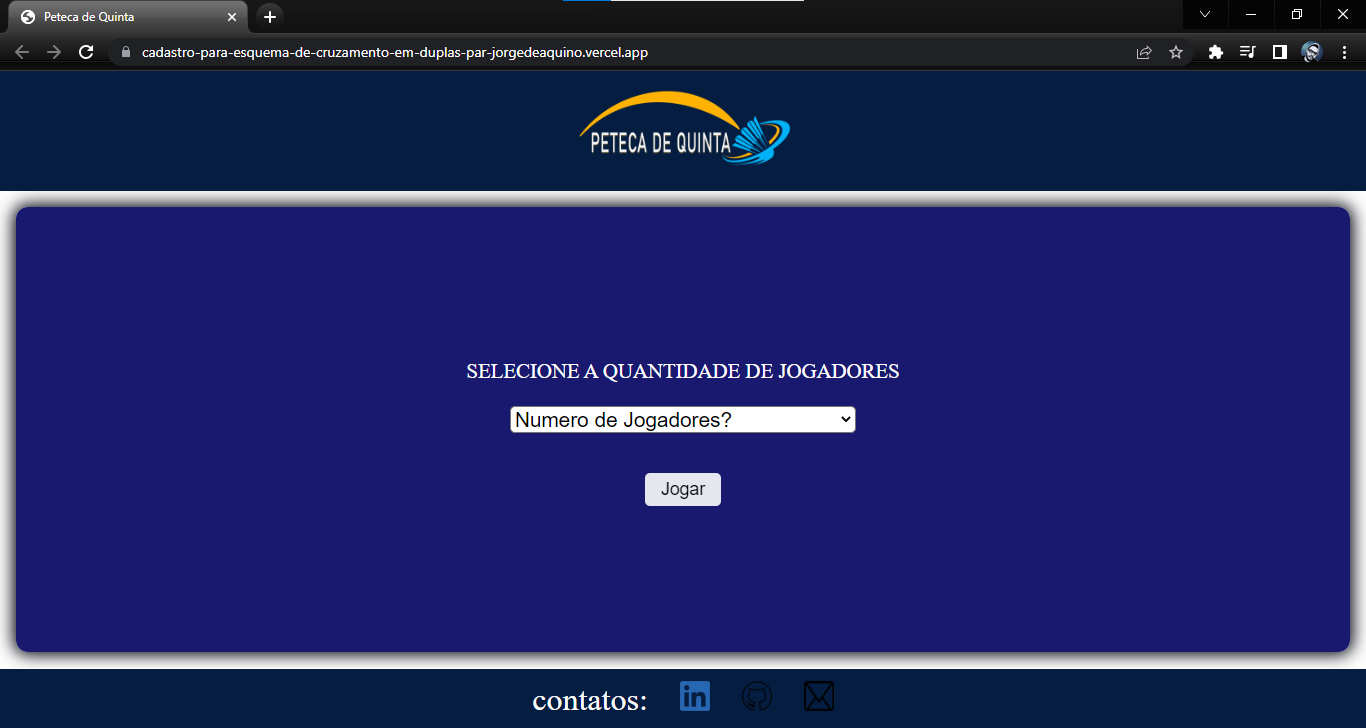 Peteca de Quinta
cadastro-para-esquema-de-cruzamento-em-duplas-par-jorgedeaquino.vercel.app
PETECA DE QUINTA
SELECIONE A QUANTIDADE DE JOGADORES
Numero de Jogadores?
Jogar
contatos: in